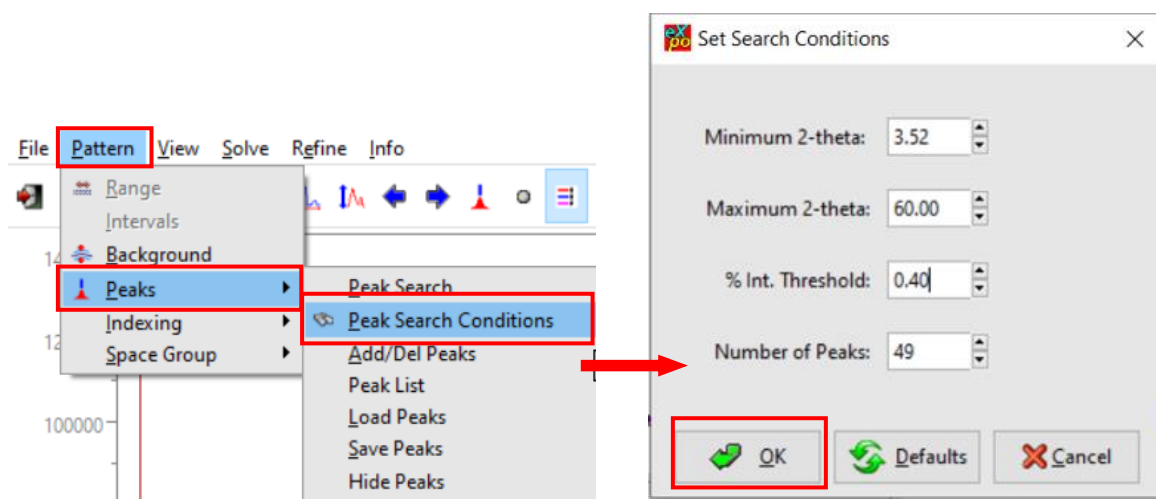 File Pattern View Solve Refine Info
Range
Intervals
Background
Peaks
Indexing
Space Group
Peak Search
Peak Search Conditions
Add/Del Peaks
Peak List
Load Peaks
Save Peaks
Hide Peaks
14
12
100000
expo Set Search Conditions
Minimum 2-theta: 3.52
Maximum 2-theta: 60.00
% Int. Threshold: 0.40
Number of Peaks: 49
OK Defaults Cancel